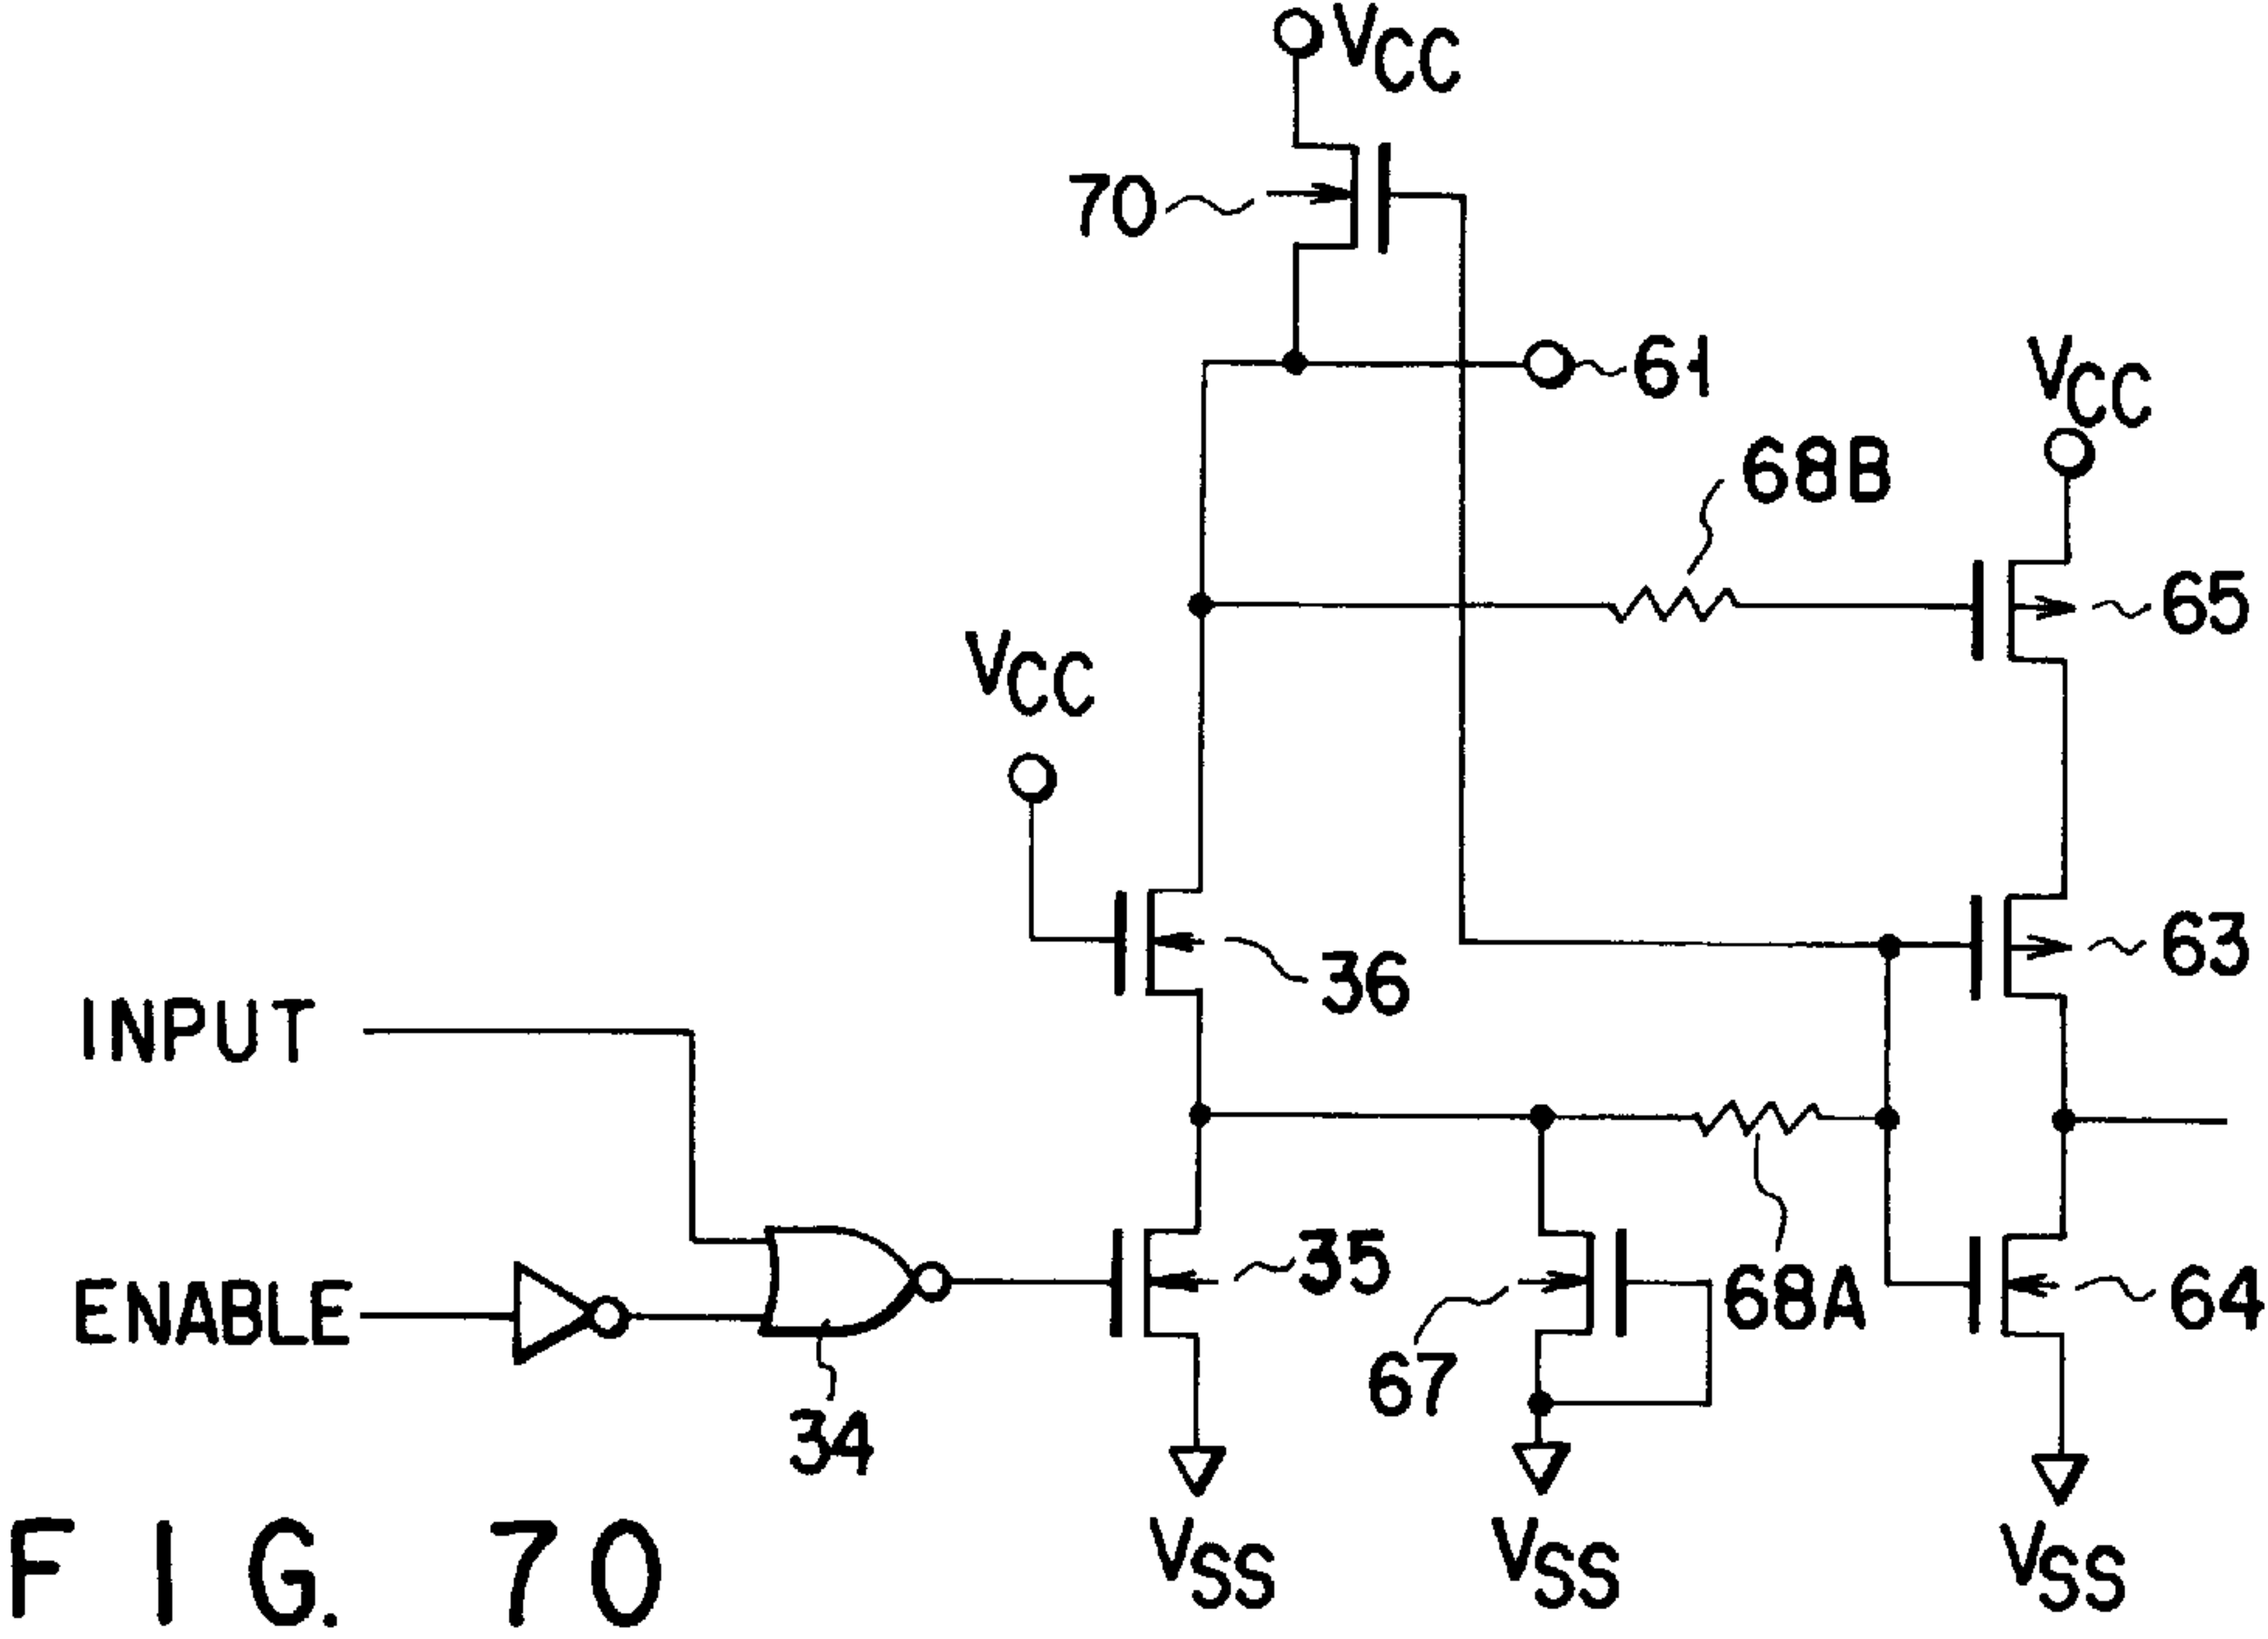 VCC
70
61
VCC
68B
65
VCC
36
63
INPUT
ENABLE
35
67
68A
64
34
VSS
VSS
VSS
FIG. 70